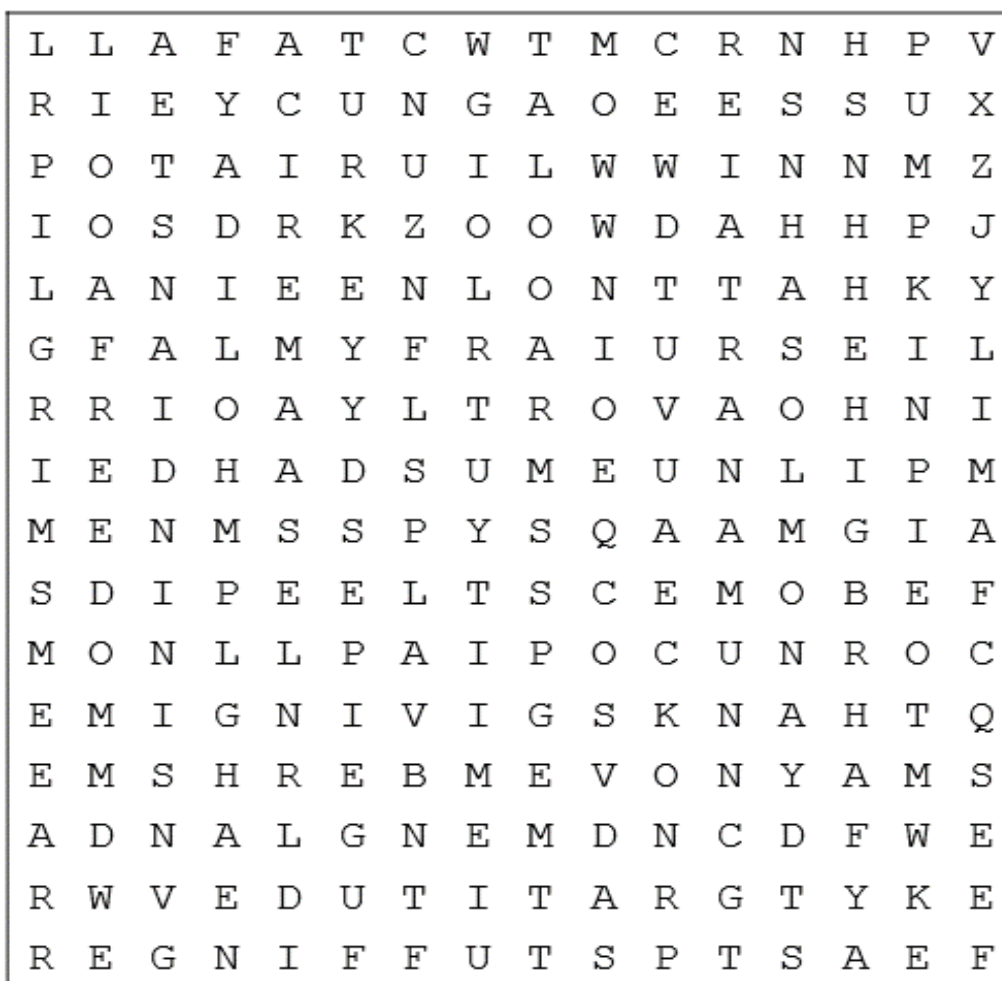 L L A F A T C W T M C R N H P V
R I E Y C U N G A O E E S S U X
P O T A I R U I L W W I N N M Z
I O S D R K Z O O W D A H H P J
L A N I E E N L O N T T A H K Y
G F A L M Y F R A I U R S E I L
R R I O A Y L T R O V A O H N I
I E D H A D S U M E U N L I P M
M E N M S S P Y S Q A A M G I A
S D I P E E L T S C E M O B E F
M O N L L P A I P O C U N R O C
E M I G N I V I G S K N A H T Q
E M S H R E B M E V O N Y A M S
A D N A L G N E M D N C D F W E
R W V E D U T I T A R G T Y K E
R E G N I F F U T S P T S A E F